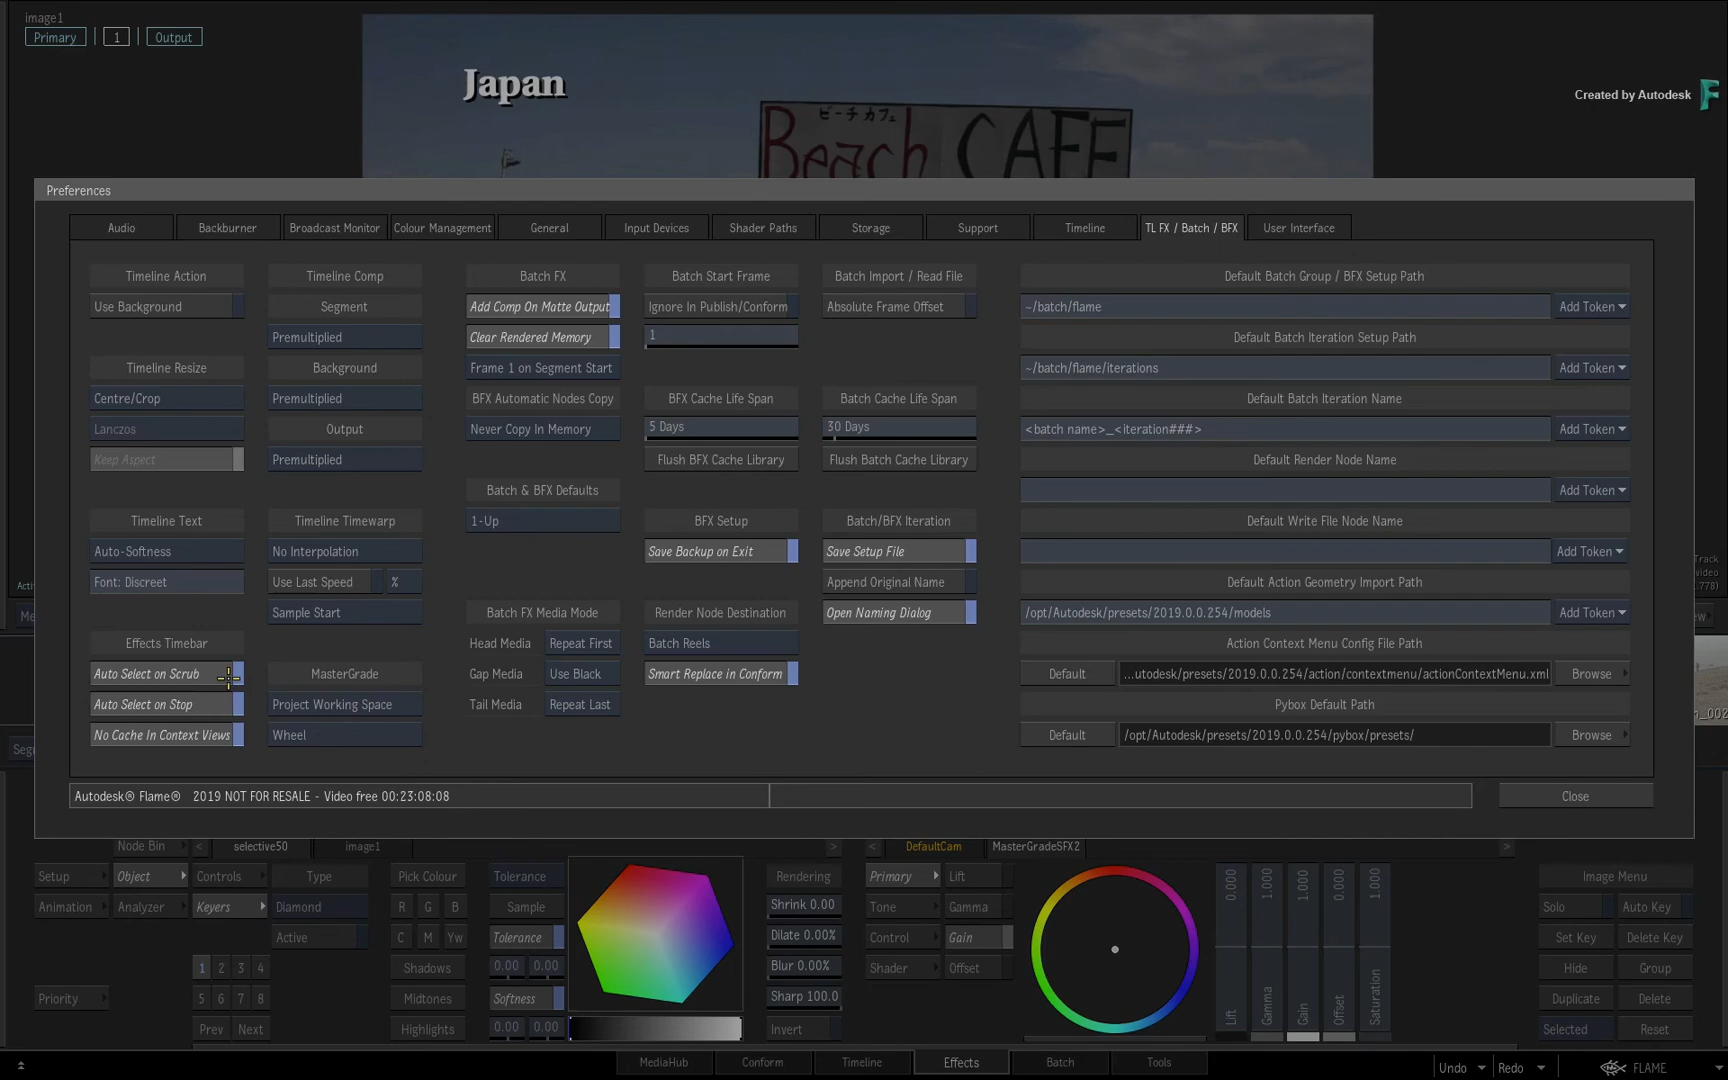 image1
Primary | 1 | Output
Japan
ビーチカフェ
Beach CAFE
Created by Autodesk
Preferences
Audio Backburner Broadcast Monitor Colour Management General Input Devices Shader Paths Storage Support Timeline TL FX / Batch / BFX User Interface
Timeline Action Timeline Comp Batch FX Batch Start Frame Batch Import / Read File Default Batch Group / BFX Setup Path
Use Background Segment Add Comp On Matte Output Ignore In Publish/Conform Absolute Frame Offset ~/batch/flame Add Token
Premultiplied Clear Rendered Memory 1 Default Batch Iteration Setup Path
Timeline Resize Background Frame 1 on Segment Start ~/batch/flame/iterations Add Token
Centre/Crop Premultiplied BFX Automatic Nodes Copy BFX Cache Life Span Batch Cache Life Span Default Batch Iteration Name
Lanczos Output Never Copy In Memory 5 Days 30 Days <batch name>_<iteration###> Add Token
Keep Aspect Premultiplied Flush BFX Cache Library Flush Batch Cache Library Default Render Node Name
Batch & BFX Defaults Add Token
Timeline Text Timeline Timewarp 1-Up BFX Setup Batch/BFX Iteration Default Write File Node Name
Auto-Softness No Interpolation Save Backup on Exit Save Setup File Add Token
Font: Discreet Use Last Speed % Append Original Name Default Action Geometry Import Path
Sample Start Batch FX Media Mode Render Node Destination Open Naming Dialog /opt/Autodesk/presets/2019.0.0.254/models Add Token
Effects Timebar Head Media Repeat First Batch Reels Action Context Menu Config File Path
Auto Select on Scrub MasterGrade Gap Media Use Black Smart Replace in Conform Default ...utodesk/presets/2019.0.0.254/action/contextmenu/actionContextMenu.xml Browse
Auto Select on Stop Project Working Space Tail Media Repeat Last Pybox Default Path
No Cache In Context Views Wheel Default /opt/Autodesk/presets/2019.0.0.254/pybox/presets/ Browse
Autodesk® Flame® 2019 NOT FOR RESALE - Video free 00:23:08:08 Close
Node Bin < selective50 image1 > < DefaultCam MasterGradeSFX2 >
Setup Object Controls Type Pick Colour Tolerance Rendering Primary Lift Image Menu
Animation Analyzer Keyers Diamond R G B Sample Shrink 0.00 Tone Gamma Solo Auto Key
Active C M Yw Tolerance Dilate 0.00% Control Gain Set Key Delete Key
1 2 3 4 Shadows 0.00 0.00 Blur 0.00% Shader Offset Hide Group
Priority 5 6 7 8 Midtones Softness Sharp 100.0 Duplicate Delete
Prev Next Highlights 0.00 0.00 Invert Selected Reset
0.000 1.000 1.000 0.000 1.000
Lift Gamma Gain Offset Saturation
MediaHub Conform Timeline Effects Batch Tools Undo Redo FLAME